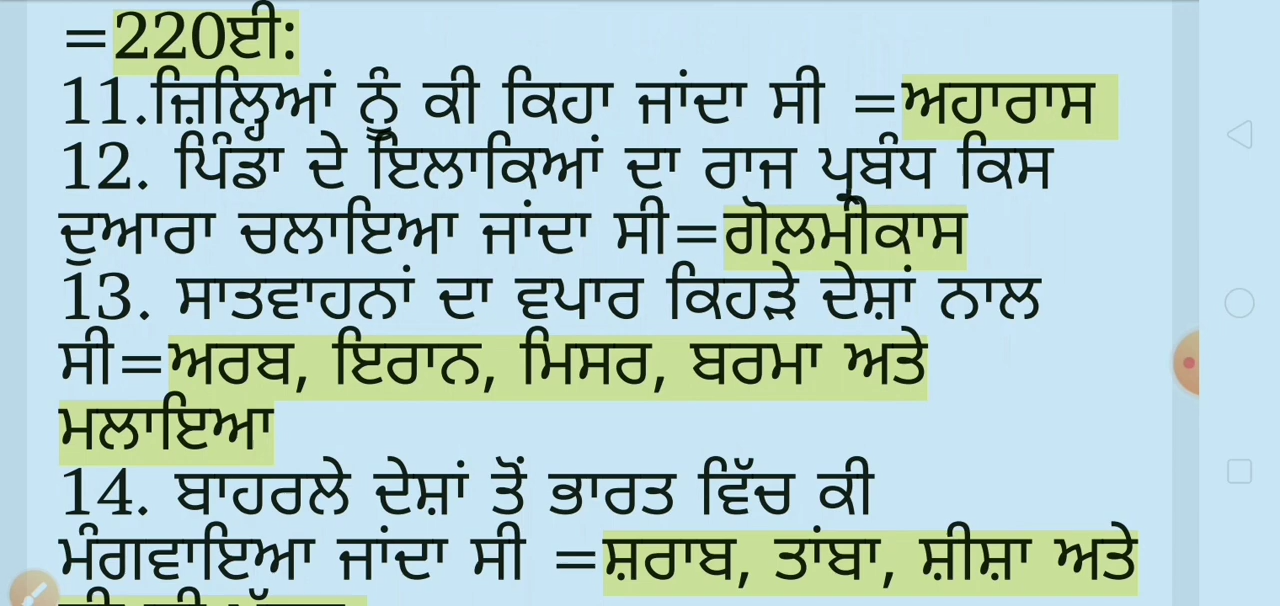 =220ਈ:
11.ਜ਼ਿਲ੍ਹਿਆਂ ਨੂੰ ਕੀ ਕਿਹਾ ਜਾਂਦਾ ਸੀ =ਅਹਾਰਾਸ
12. ਪਿੰਡਾ ਦੇ ਇਲਾਕਿਆਂ ਦਾ ਰਾਜ ਪ੍ਰਬੰਧ ਕਿਸ
ਦੁਆਰਾ ਚਲਾਇਆ ਜਾਂਦਾ ਸੀ=ਗੋਲਮੀਕਾਸ
13. ਸਾਤਵਾਹਨਾਂ ਦਾ ਵਪਾਰ ਕਿਹੜੇ ਦੇਸ਼ਾਂ ਨਾਲ
ਸੀ=ਅਰਬ, ਇਰਾਨ, ਮਿਸਰ, ਬਰਮਾ ਅਤੇ
ਮਲਾਇਆ
14. ਬਾਹਰਲੇ ਦੇਸ਼ਾਂ ਤੋਂ ਭਾਰਤ ਵਿੱਚ ਕੀ
ਮੰਗਵਾਇਆ ਜਾਂਦਾ ਸੀ =ਸ਼ਰਾਬ, ਤਾਂਬਾ, ਸ਼ੀਸ਼ਾ ਅਤੇ